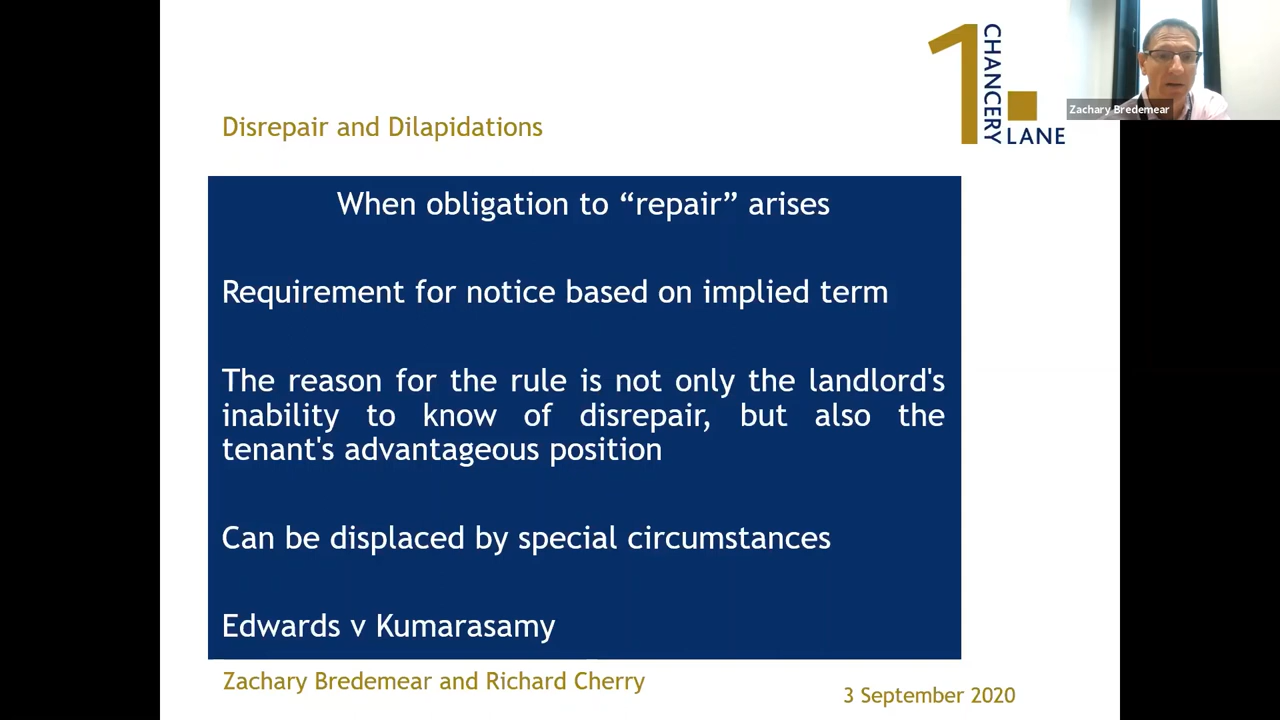 1 CHANCERY LANE
Zachary Bredemear
Disrepair and Dilapidations
When obligation to “repair” arises
Requirement for notice based on implied term
The reason for the rule is not only the landlord's
inability to know of disrepair, but also the
tenant's advantageous position
Can be displaced by special circumstances
Edwards v Kumarasamy
Zachary Bredemear and Richard Cherry
3 September 2020